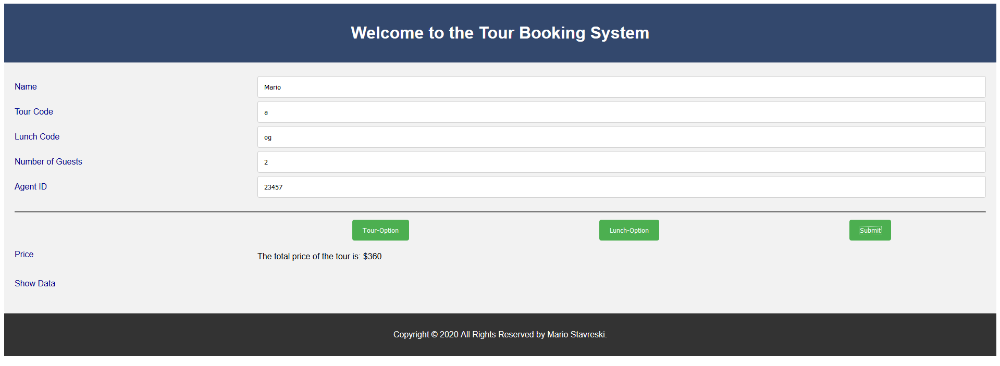 Welcome to the Tour Booking System
Name Mario
Tour Code a
Lunch Code og
Number of Guests 2
Agent ID 23457
Tour-Option Lunch-Option Submit
Price The total price of the tour is: $360
Show Data
Copyright © 2020 All Rights Reserved by Mario Stavreski.